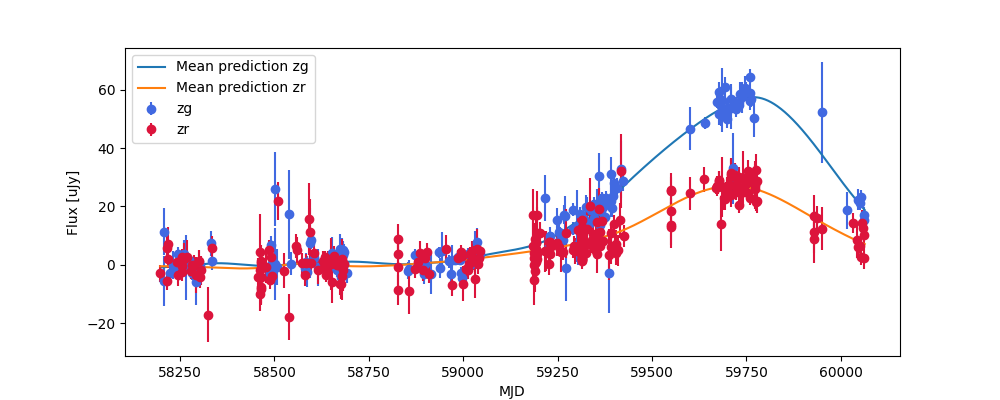 Mean prediction zg
Mean prediction zr
zg
zr
60
40
20
0
−20
Flux [uJy]
58250 58500 58750 59000 59250 59500 59750 60000
MJD